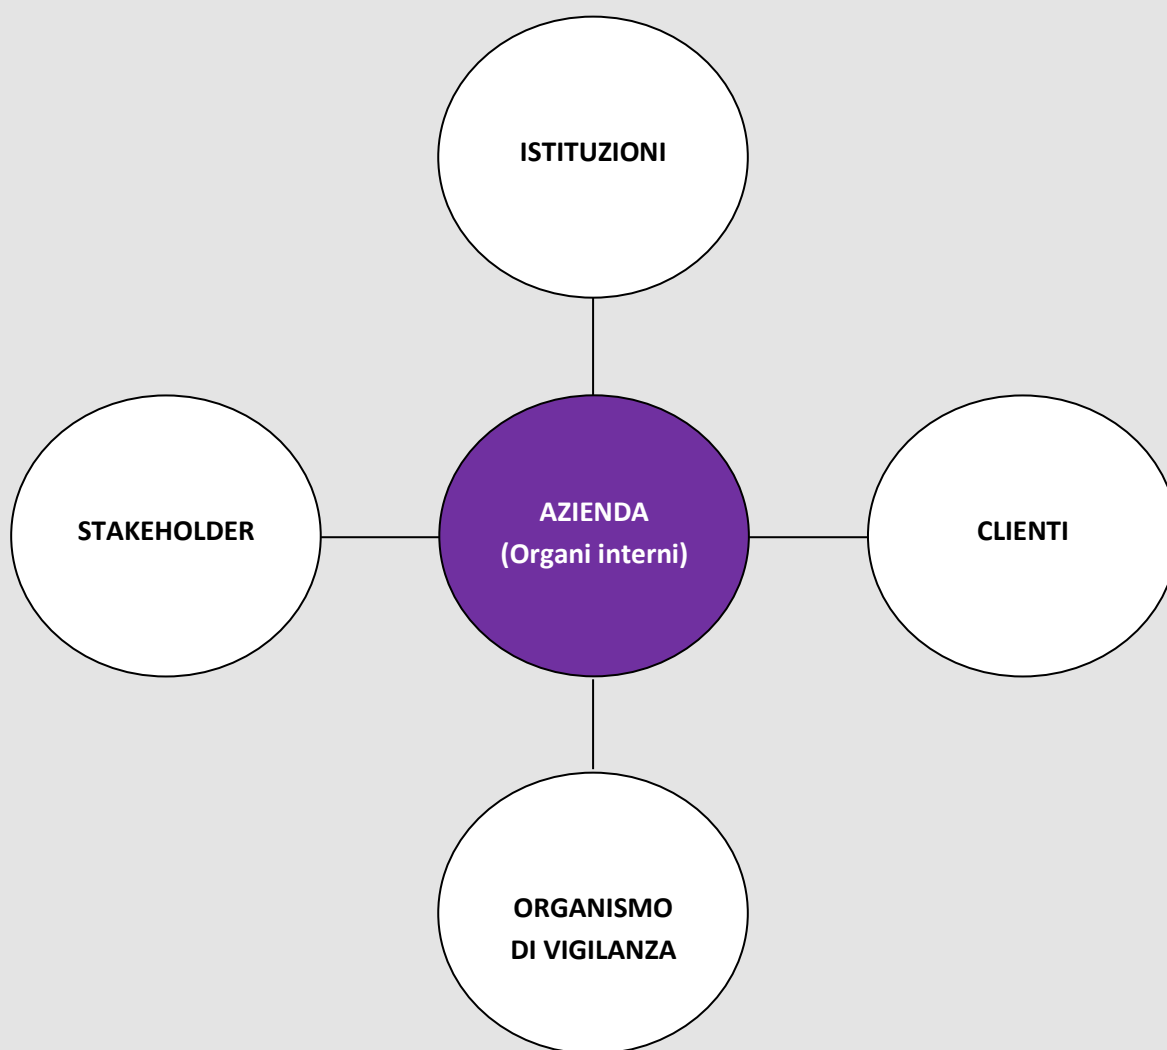 ISTITUZIONI
STAKEHOLDER
AZIENDA
(Organi interni)
CLIENTI
ORGANISMO
DI VIGILANZA